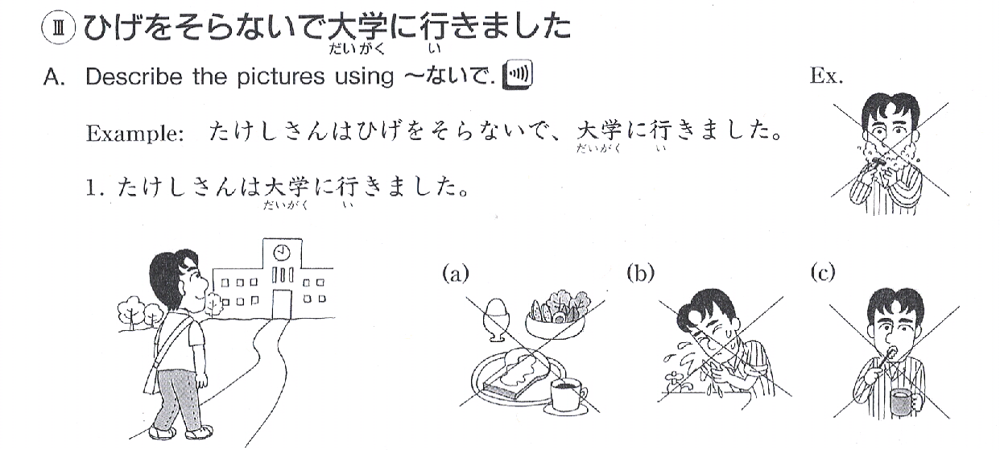 Ⅲ ひげをそらないで大学に行きました
だいがく い
A. Describe the pictures using ～ないで.
Ex.
Example: たけしさんはひげをそらないで、大学に行きました。
だいがく い
1. たけしさんは大学に行きました。
だいがく い
(a) (b) (c)